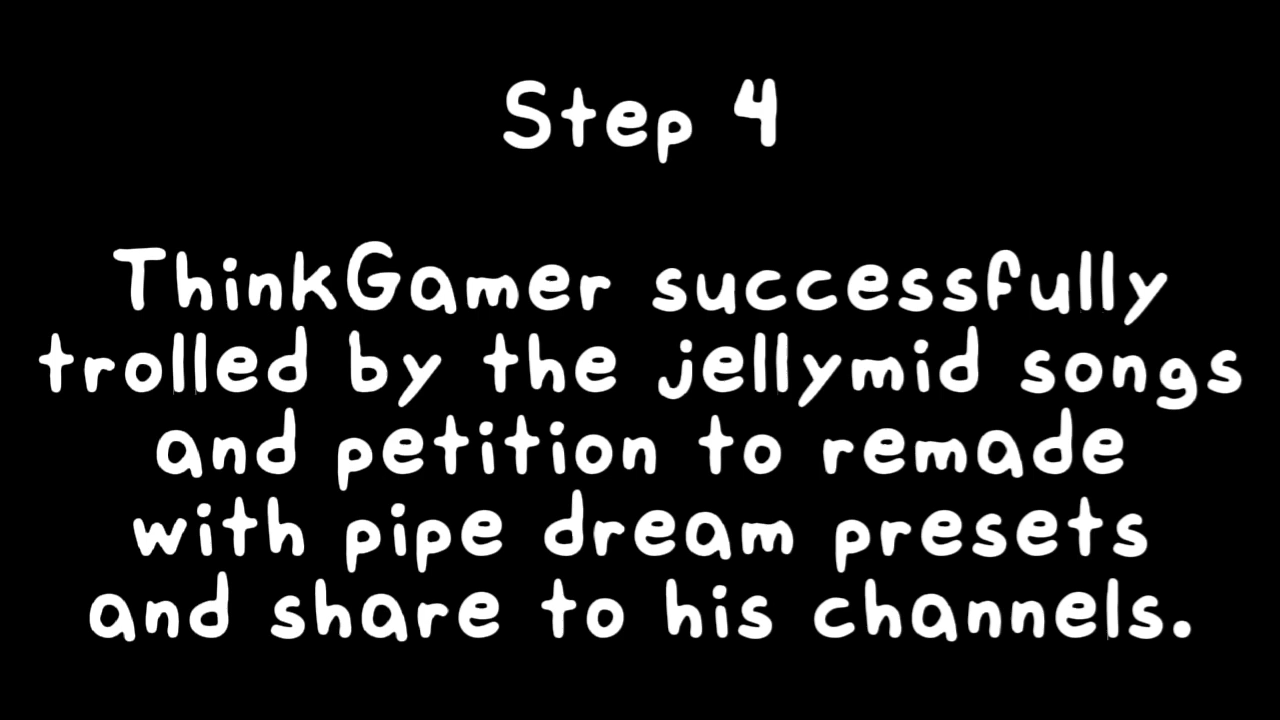 Step 4
ThinkGamer successfully
trolled by the jellymid songs
and petition to remade
with pipe dream presets
and share to his channels.